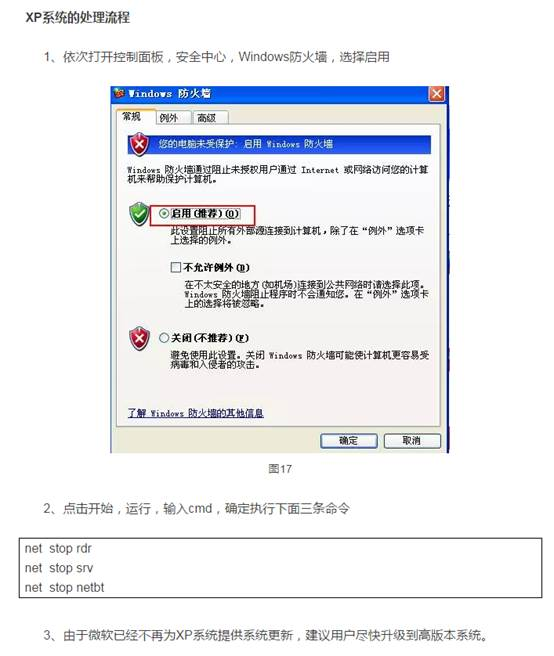 XP系统的处理流程
1、依次打开控制面板，安全中心，Windows防火墙，选择启用
Windows 防火墙
常规 例外 高级
您的电脑未受保护: 启用 Windows 防火墙
Windows 防火墙通过阻止未授权用户通过 Internet 或网络访问您的计算
机来帮助保护计算机。
启用(推荐)(O)
此设置阻止所有外部源连接到计算机，除了在“例外”选项卡
上选择的例外。
不允许例外(D)
在不太安全的地方(如机场)连接到公共网络时请选择此项。
Windows 防火墙阻止程序时不会通知您。在“例外”选项卡
上的选择将被忽略。
关闭(不推荐)(F)
避免使用此设置。关闭 Windows 防火墙可能使计算机更容易受
病毒和入侵者的攻击。
了解 Windows 防火墙的其他信息
确定 取消
图17
2、点击开始，运行，输入cmd，确定执行下面三条命令
net stop rdr
net stop srv
net stop netbt
3、由于微软已经不再为XP系统提供系统更新，建议用户尽快升级到高版本系统。